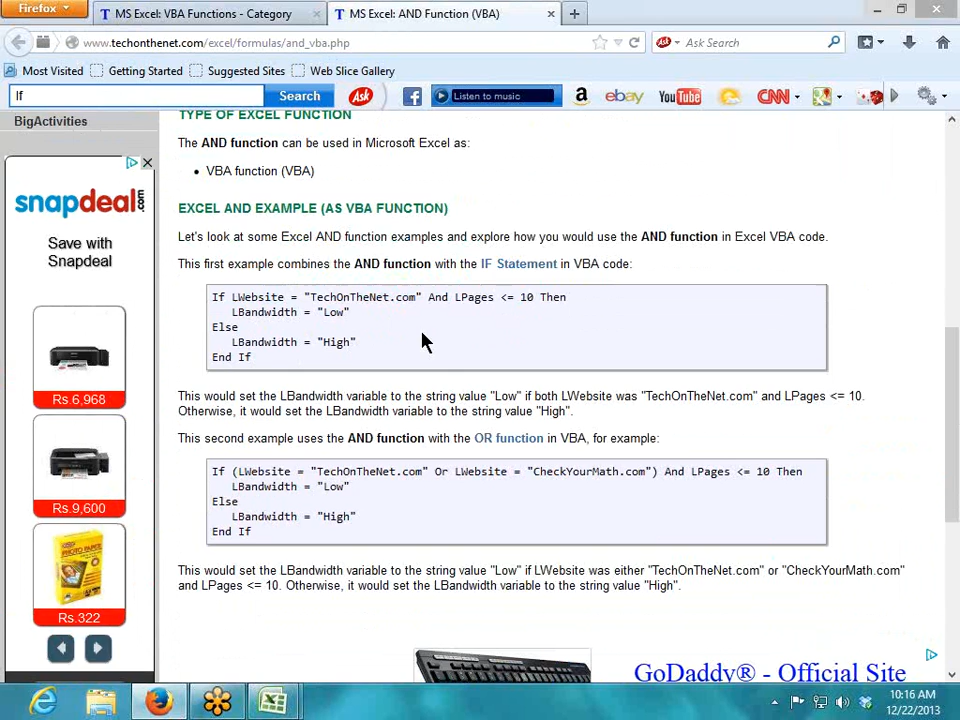 Firefox
MS Excel: VBA Functions - Category
MS Excel: AND Function (VBA)
www.techonthenet.com/excel/formulas/and_vba.php
Ask Search
Most Visited
Getting Started
Suggested Sites
Web Slice Gallery
If
Search
Ask
Listen to music
a
ebay
You Tube
CNN
BigActivities
TYPE OF EXCEL FUNCTION
The AND function can be used in Microsoft Excel as:
• VBA function (VBA)
EXCEL AND EXAMPLE (AS VBA FUNCTION)
Let's look at some Excel AND function examples and explore how you would use the AND function in Excel VBA code.
This first example combines the AND function with the IF Statement in VBA code:
If LWebsite = "TechOnTheNet.com" And LPages <= 10 Then
LBandwidth = "Low"
Else
LBandwidth = "High"
End If
This would set the LBandwidth variable to the string value "Low" if both LWebsite was "TechOnTheNet.com" and LPages <= 10.
Otherwise, it would set the LBandwidth variable to the string value "High".
This second example uses the AND function with the OR function in VBA, for example:
If (LWebsite = "TechOnTheNet.com" Or LWebsite = "CheckYourMath.com") And LPages <= 10 Then
LBandwidth = "Low"
Else
LBandwidth = "High"
End If
This would set the LBandwidth variable to the string value "Low" if LWebsite was either "TechOnTheNet.com" or "CheckYourMath.com"
and LPages <= 10. Otherwise, it would set the LBandwidth variable to the string value "High".
snapdeal.com
Save with
Snapdeal
Rs.6,968
Rs.9,600
PHOTO PAPER
Rs.322
GoDaddy® - Official Site
10:16 AM
12/22/2013